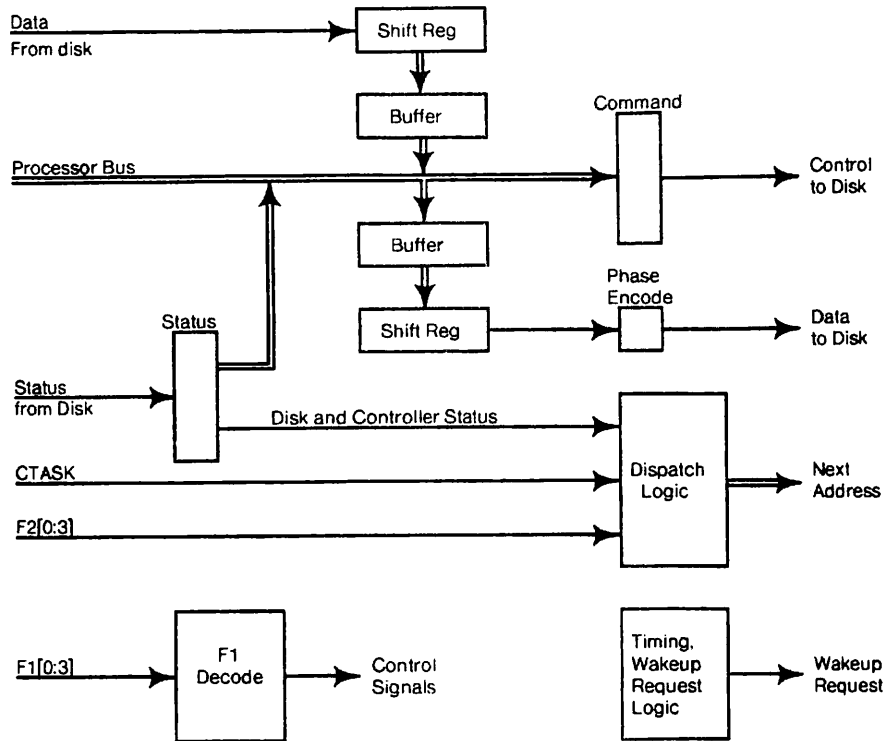 Data
From disk
Shift Reg
Buffer
Command
Processor Bus
Control
to Disk
Buffer
Phase
Encode
Shift Reg
Data
to Disk
Status
Status
from Disk
Disk and Controller Status
CTASK
Dispatch
Logic
Next
Address
F2[0:3]
F1[0:3]
F1
Decode
Control
Signals
Timing,
Wakeup
Request
Logic
Wakeup
Request